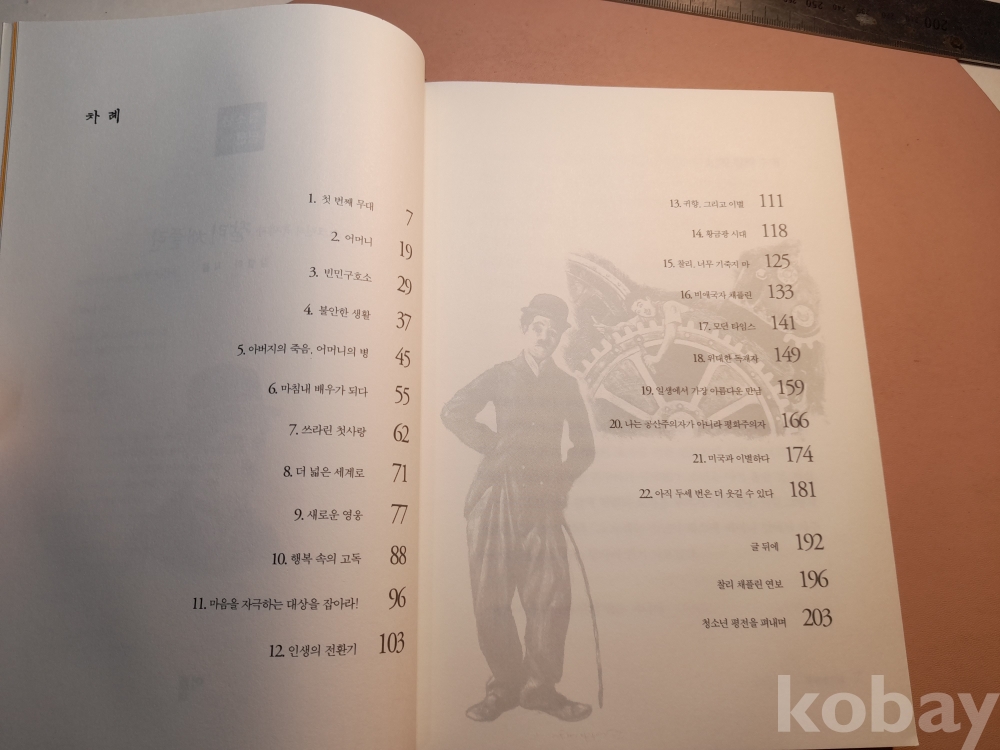 차례
1. 첫 번째 무대 7
2. 어머니 19
3. 빈민구호소 29
4. 불안한 생활 37
5. 아버지의 죽음, 어머니의 병 45
6. 마침내 배우가 되다 55
7. 쓰라린 첫사랑 62
8. 더 넓은 세계로 71
9. 새로운 영웅 77
10. 행복 속의 고독 88
11. 마음을 자극하는 대상을 잡아라! 96
12. 인생의 전환기 103
13. 귀향, 그리고 이별 111
14. 황금광 시대 118
15. 찰리, 너무 기죽지 마 125
16. 비애국자 채플린 133
17. 모던 타임스 141
18. 위대한 독재자 149
19. 일생에서 가장 아름다운 만남 159
20. 나는 공산주의자가 아니라 평화주의자 166
21. 미국과 이별하다 174
22. 아직 두세 번은 더 웃길 수 있다 181
글 뒤에 192
찰리 채플린 연보 196
청소년 평전을 펴내며 203
kobay